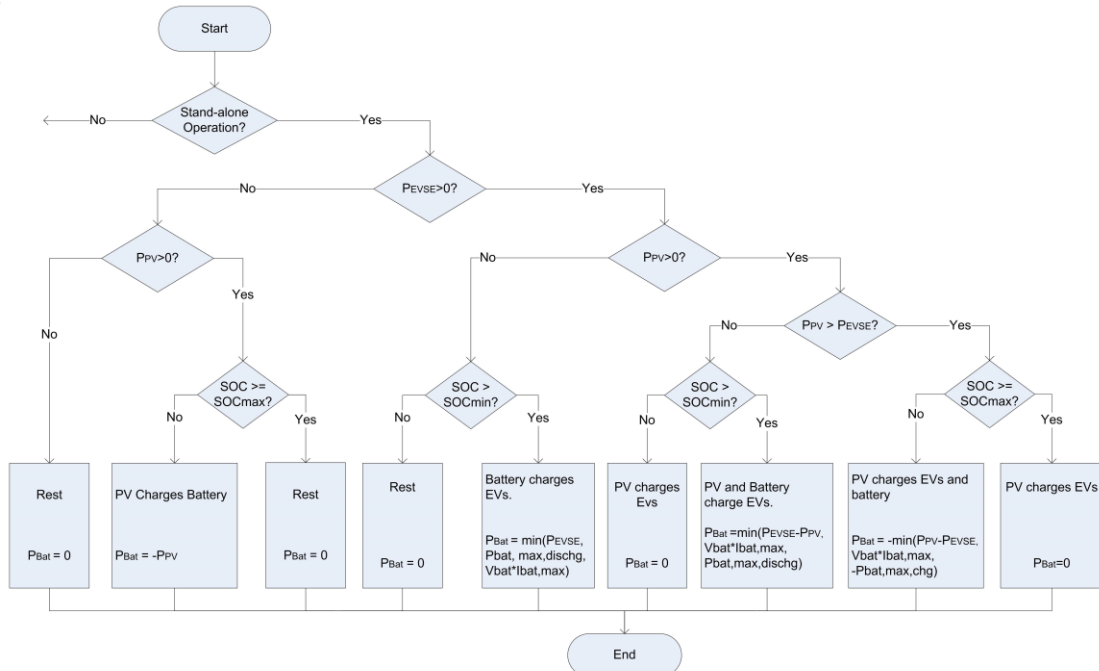 Start
Stand-alone
Operation?
No
Yes
PEVSE>0?
No
Yes
PPV>0?
PPV>0?
No
Yes
No
Yes
PPV > PEVSE?
No
Yes
SOC >=
SOCmax?
No
Yes
SOC >
SOCmin?
No
Yes
SOC >
SOCmin?
No
Yes
SOC >=
SOCmax?
No
Yes
Rest
PBat = 0
PV Charges Battery
PBat = -PPV
Rest
PBat = 0
Rest
PBat = 0
Battery charges
EVs.
PBat = min(PEVSE,
Pbat, max,dischg,
Vbat*Ibat,max)
PV charges
Evs
PBat = 0
PV and Battery
charge EVs.
PBat =min(PEVSE-PPV,
Vbat*Ibat,max,
Pbat,max,dischg)
PV charges EVs and
battery
PBat = -min(PPV-PEVSE,
Vbat*Ibat,max,
-Pbat,max,chg)
PV charges EVs
PBat=0
End